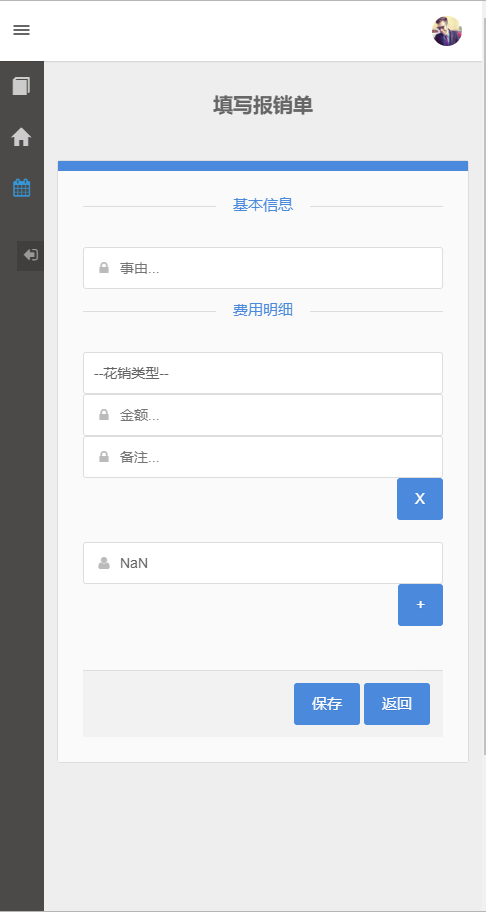 填写报销单
基本信息
事由...
费用明细
--花销类型--
金额...
备注...
X
NaN
+
保存 返回